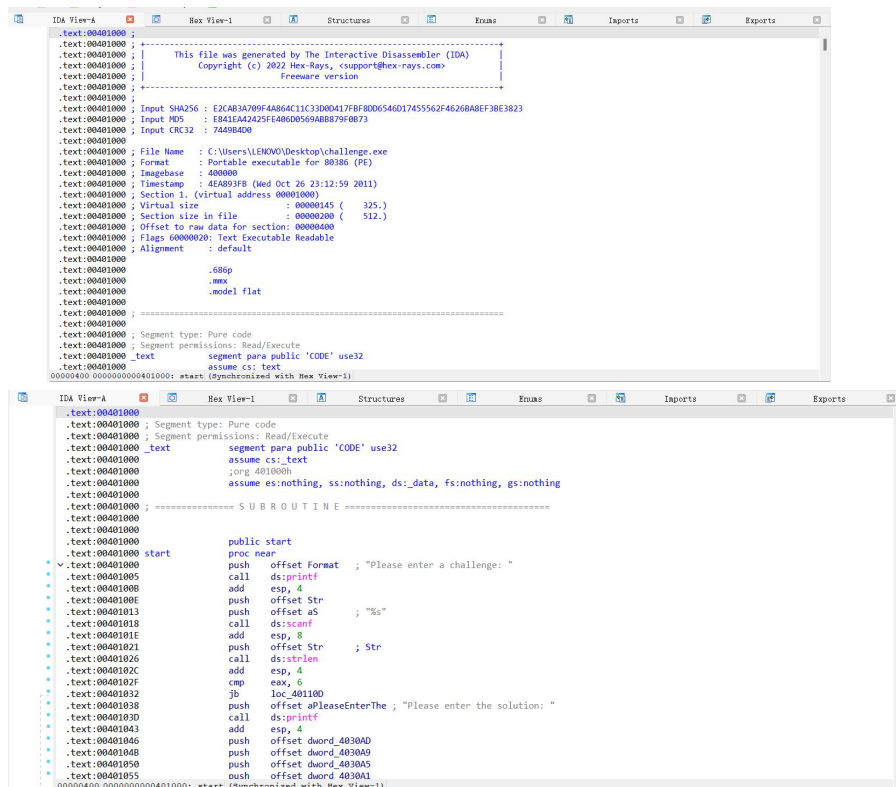 IDA View-A Hex View-1 Structures Enums Imports Exports
.text:00401000 ;
.text:00401000 ; +-------------------------------------------------------------------------+
.text:00401000 ; | This file was generated by The Interactive Disassembler (IDA) |
.text:00401000 ; | Copyright (c) 2022 Hex-Rays, <support@hex-rays.com> |
.text:00401000 ; | Freeware version |
.text:00401000 ; +-------------------------------------------------------------------------+
.text:00401000 ;
.text:00401000 ; Input SHA256 : E2CAB3A709F4A864C11C33D0D417FBF8DD6546D17455562F4626BA8EF3BE3823
.text:00401000 ; Input MD5 : E841EA42425FE406D0569ABB879F0B73
.text:00401000 ; Input CRC32 : 7449B4D0
.text:00401000
.text:00401000 ; File Name : C:\Users\LENOVO\Desktop\challenge.exe
.text:00401000 ; Format : Portable executable for 80386 (PE)
.text:00401000 ; Imagebase : 400000
.text:00401000 ; Timestamp : 4EA893FB (Wed Oct 26 23:12:59 2011)
.text:00401000 ; Section 1. (virtual address 00001000)
.text:00401000 ; Virtual size : 00000145 ( 325.)
.text:00401000 ; Section size in file : 00000200 ( 512.)
.text:00401000 ; Offset to raw data for section: 00000400
.text:00401000 ; Flags 60000020: Text Executable Readable
.text:00401000 ; Alignment : default
.text:00401000
.text:00401000 .686p
.text:00401000 .mmx
.text:00401000 .model flat
.text:00401000
.text:00401000 ; ===========================================================================
.text:00401000
.text:00401000 ; Segment type: Pure code
.text:00401000 ; Segment permissions: Read/Execute
.text:00401000 _text segment para public 'CODE' use32
.text:00401000 assume cs:_text
00000400 0000000000401000: start (Synchronized with Hex View-1)
IDA View-A Hex View-1 Structures Enums Imports Exports
.text:00401000
.text:00401000 ; Segment type: Pure code
.text:00401000 ; Segment permissions: Read/Execute
.text:00401000 _text segment para public 'CODE' use32
.text:00401000 assume cs:_text
.text:00401000 ;org 401000h
.text:00401000 assume es:nothing, ss:nothing, ds:_data, fs:nothing, gs:nothing
.text:00401000
.text:00401000 ; =============== S U B R O U T I N E =======================================
.text:00401000
.text:00401000
.text:00401000 public start
.text:00401000 start proc near
.text:00401000 push offset Format ; "Please enter a challenge: "
.text:00401005 call ds:printf
.text:0040100B add esp, 4
.text:0040100E push offset Str
.text:00401013 push offset aS ; "%s"
.text:00401018 call ds:scanf
.text:0040101E add esp, 8
.text:00401021 push offset Str ; Str
.text:00401026 call ds:strlen
.text:0040102C add esp, 4
.text:0040102F cmp eax, 6
.text:00401032 jb loc_40110D
.text:00401038 push offset aPleaseEnterThe ; "Please enter the solution: "
.text:0040103D call ds:printf
.text:00401043 add esp, 4
.text:00401046 push offset dword_4030AD
.text:0040104B push offset dword_4030A9
.text:00401050 push offset dword_4030A5
.text:00401055 push offset dword_4030A1
00000400 0000000000401000: start (Synchronized with Hex View-1)